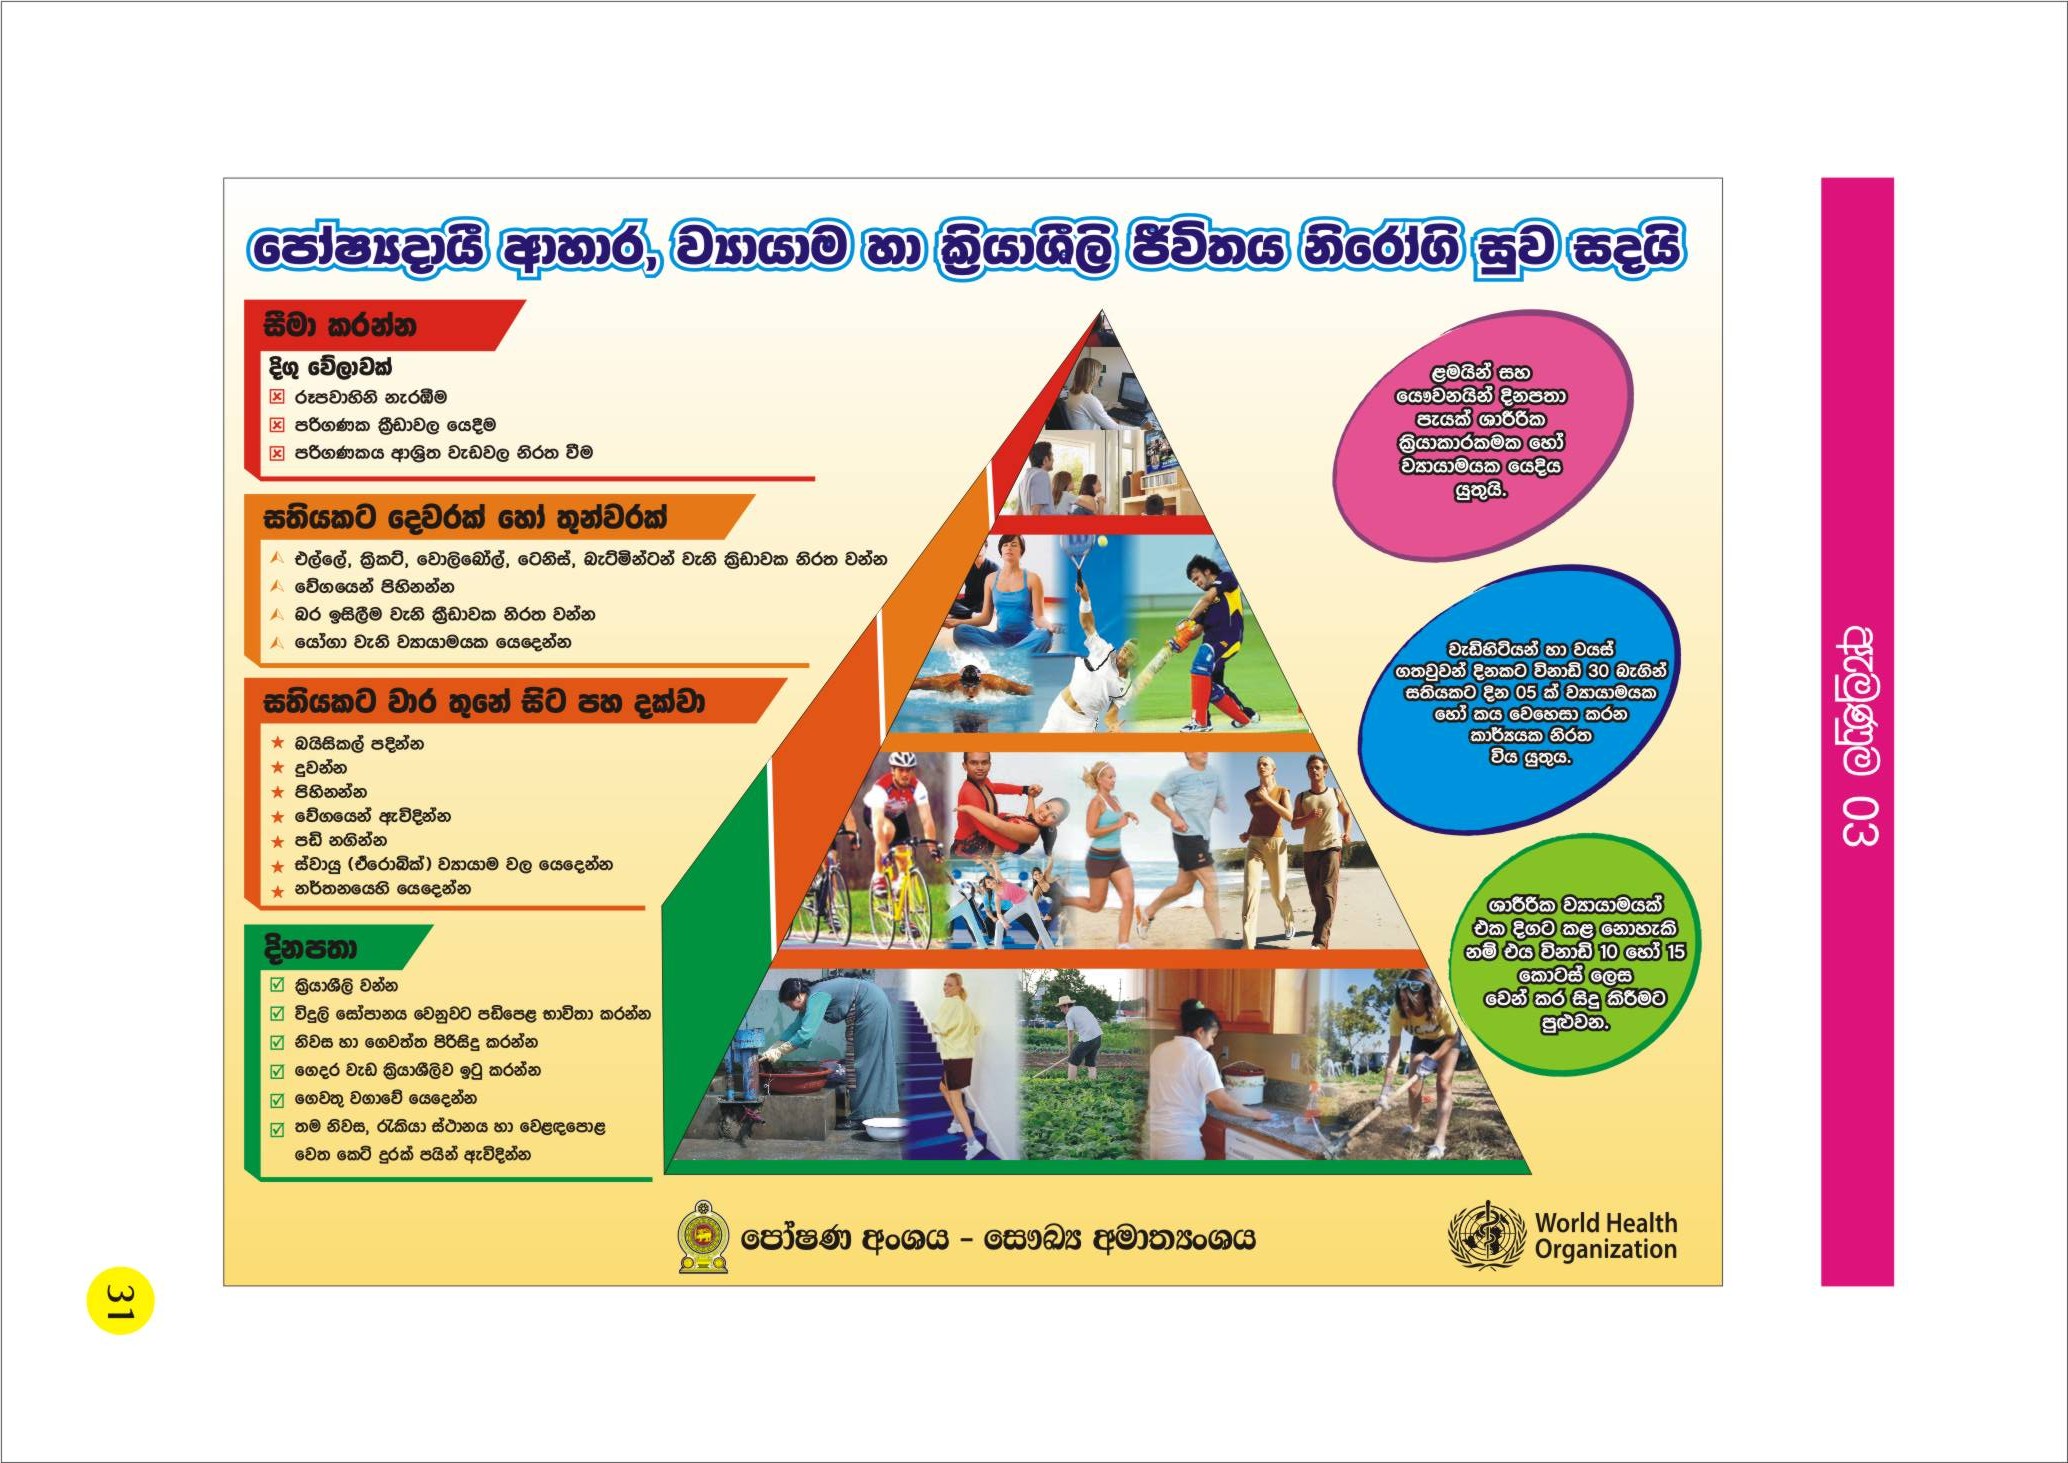 පෝෂ්‍යදායී ආහාර, ව්‍යායාම හා ක්‍රියාශීලි ජීවිතය නිරෝගි සුව සදයි
සීමා කරන්න
දිගු වේලාවක්
රූපවාහිනි නැරඹීම
පරිගණක ක්‍රීඩාවල යෙදීම
පරිගණකය ආශ්‍රිත වැඩවල නිරත වීම
සතියකට දෙවරක් හෝ තුන්වරක්
එල්ලේ, ක්‍රිකට්, වොලිබෝල්, ටෙනිස්, බැට්මින්ටන් වැනි ක්‍රිඩාවක නිරත වන්න
වේගයෙන් පිහිනන්න
බර ඉසිලීම වැනි ක්‍රීඩාවක නිරත වන්න
යෝගා වැනි ව්‍යායාමයක යෙදෙන්න
සතියකට වාර තුනේ සිට පහ දක්වා
බයිසිකල් පදින්න
දුවන්න
පිහිනන්න
වේගයෙන් ඇවිදින්න
පඩි නගින්න
ස්වායු (ඒරොබික්) ව්‍යායාම වල යෙදෙන්න
නර්තනයෙහි යෙදෙන්න
දිනපතා
ක්‍රියාශීලි වන්න
විදුලි සෝපානය වෙනුවට පඩිපෙළ භාවිතා කරන්න
නිවස හා ගෙවත්ත පිරිසිදු කරන්න
ගෙදර වැඩ ක්‍රියාශීලිව ඉටු කරන්න
ගෙවතු වගාවේ යෙදෙන්න
තම නිවස, රැකියා ස්ථානය හා වෙළඳපොළ
වෙත කෙටි දුරක් පයින් ඇවිදින්න
ළමයින් සහ
යෞවනයින් දිනපතා
පැයක් ශාරීරික
ක්‍රියාකාරකමක හෝ
ව්‍යායාමයක යෙදිය
යුතුයි.
වැඩිහිටියන් හා වයස්
ගතවුවන් දිනකට විනාඩි 30 බැගින්
සතියකට දින 05 ක් ව්‍යායාමයක
හෝ කය වෙහෙසා කරන
කාර්යයක නිරත
විය යුතුය.
ශාරීරික ව්‍යායාමයක්
එක දිගට කළ නොහැකි
නම් එය විනාඩි 10 හෝ 15
කොටස් ලෙස
වෙන් කර සිදු කිරීමට
පුළුවන.
පෝෂණ අංශය - සෞඛ්‍ය අමාත්‍යංශය
World Health
Organization
ඇමුණුම 03
31